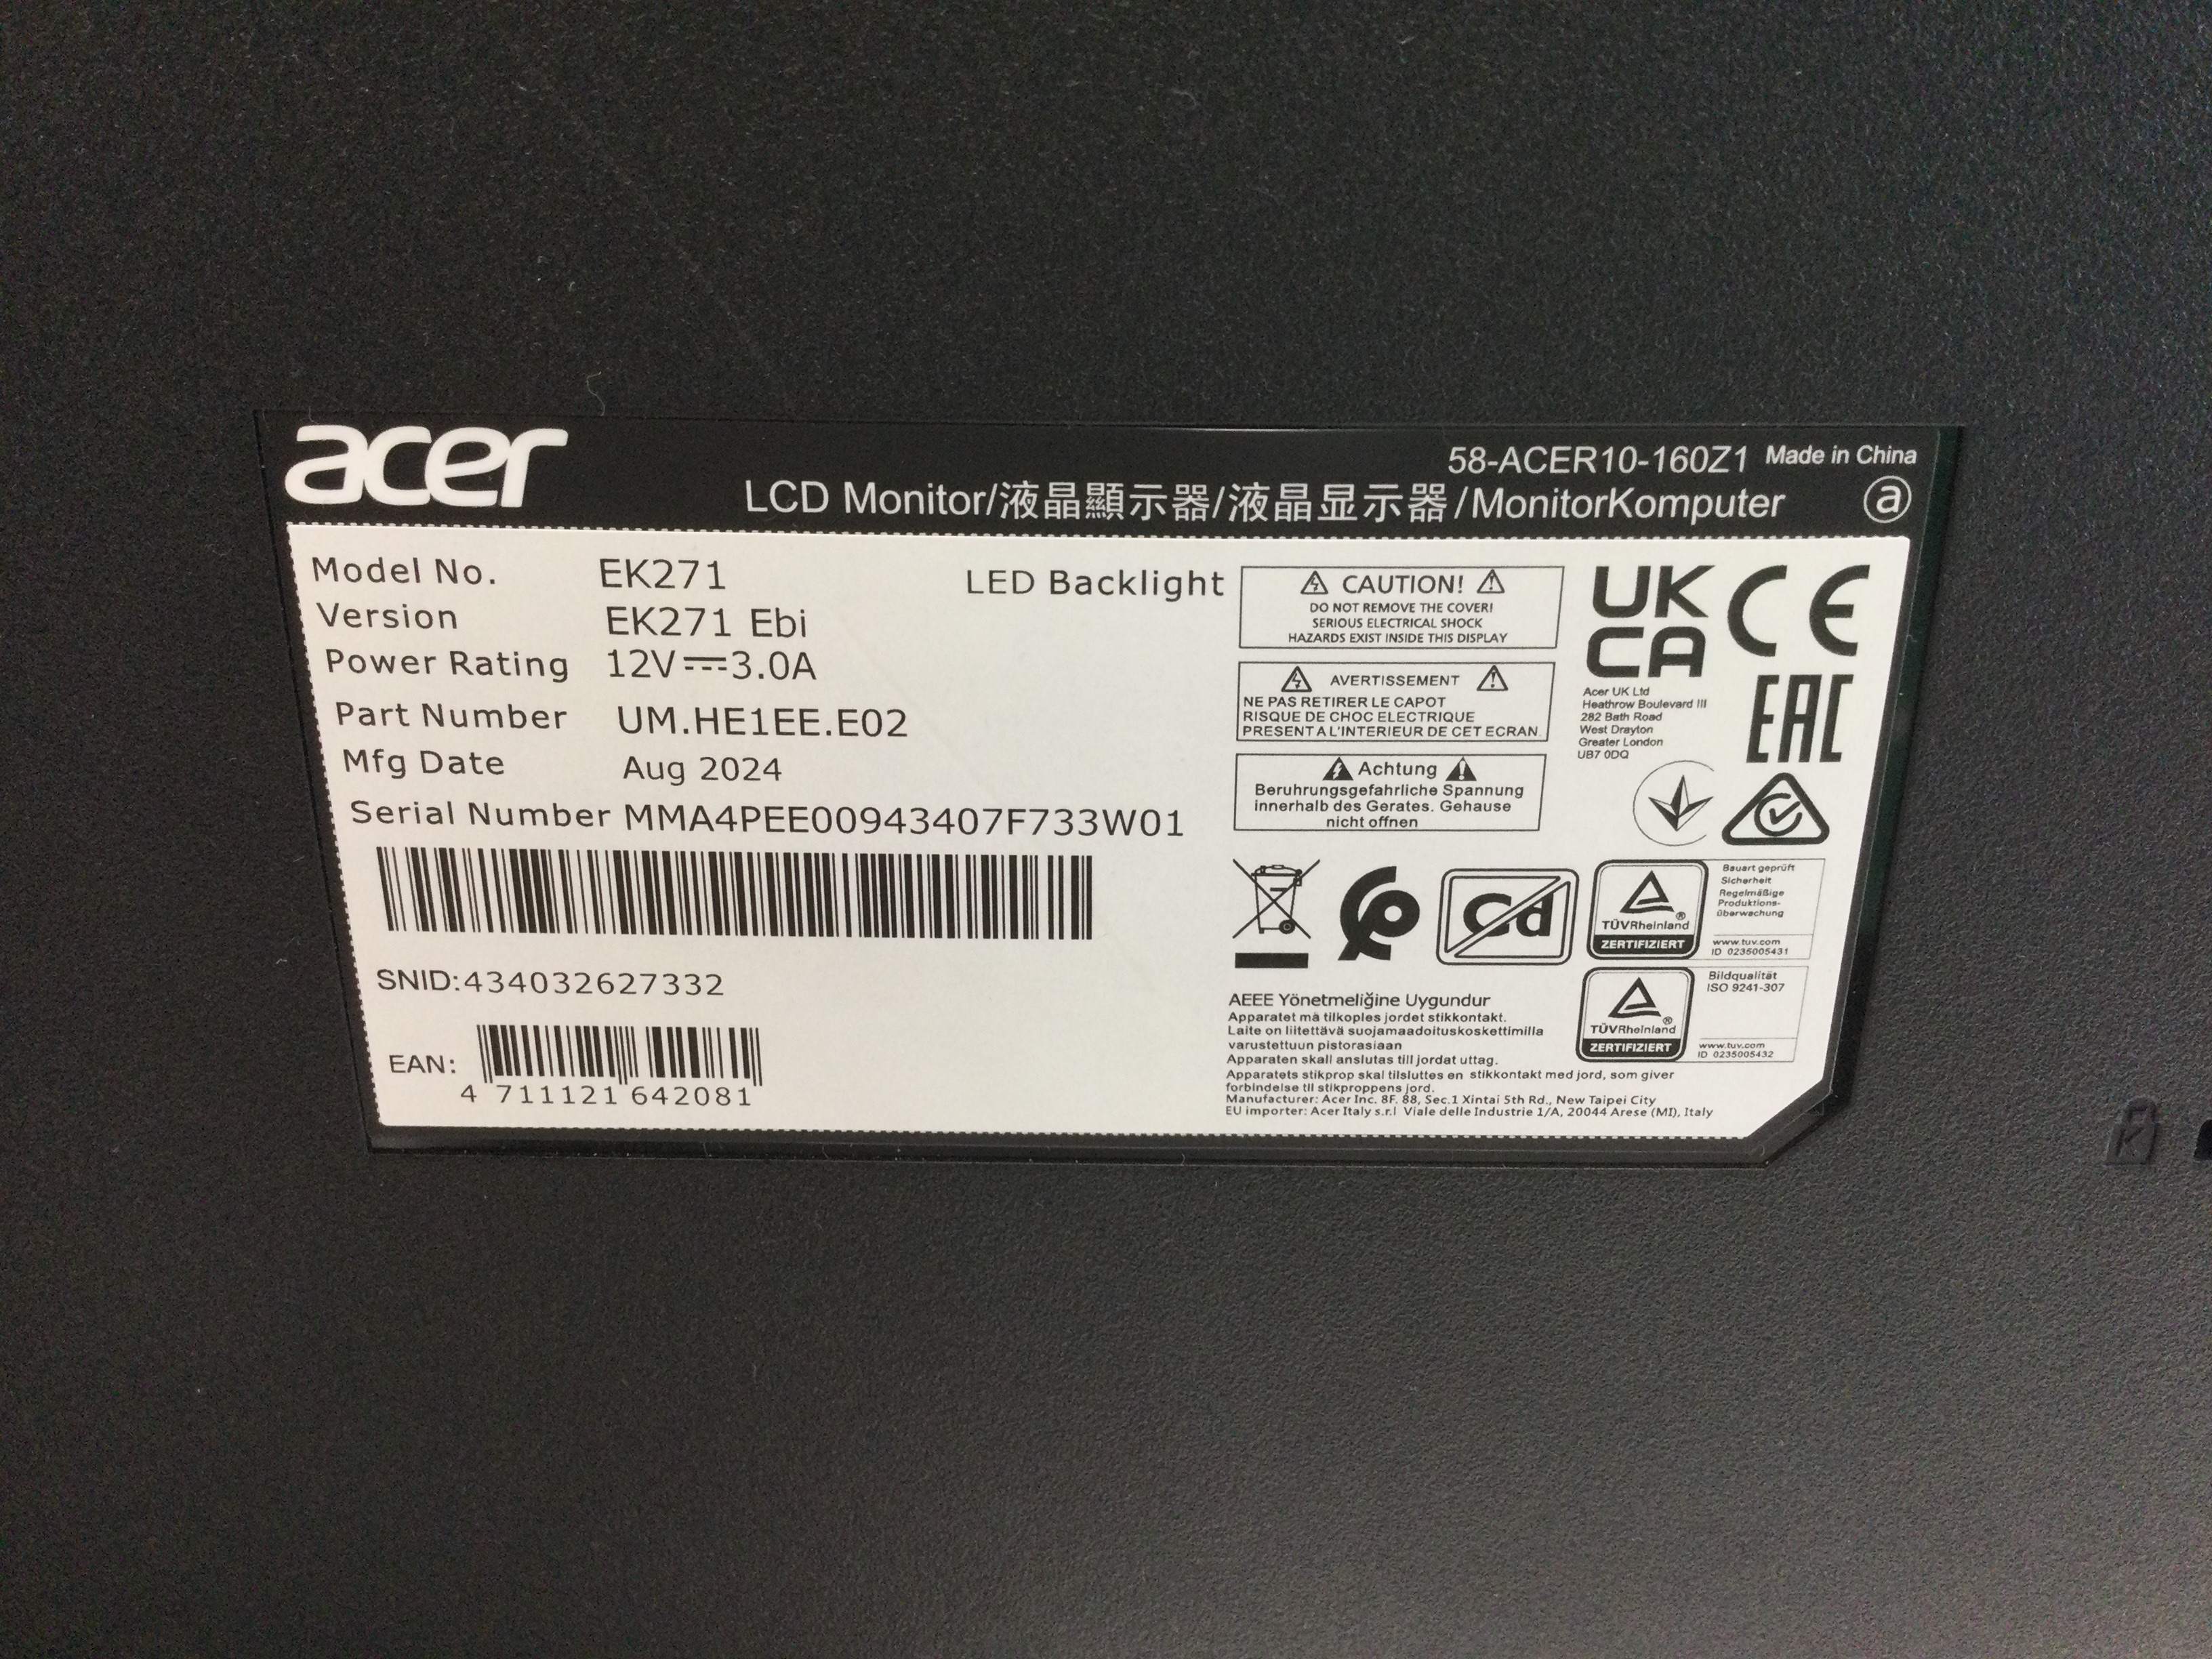 acer
58-ACER10-160Z1 Made in China
LCD Monitor/液晶顯示器/液晶显示器/MonitorKomputer
a
Model No. EK271 LED Backlight
Version EK271 Ebi
Power Rating 12V⎓3.0A
Part Number UM.HE1EE.E02
Mfg Date Aug 2024
Serial Number MMA4PEE00943407F733W01
SNID:434032627332
EAN:
4 711121 642081
CAUTION!
DO NOT REMOVE THE COVER!
SERIOUS ELECTRICAL SHOCK
HAZARDS EXIST INSIDE THIS DISPLAY
AVERTISSEMENT
NE PAS RETIRER LE CAPOT
RISQUE DE CHOC ELECTRIQUE
PRESENT A L'INTERIEUR DE CET ECRAN.
Achtung
Beruhrungsgefahrliche Spannung
innerhalb des Gerates. Gehause
nicht offnen
UK
CA
CE
Acer UK Ltd
Heathrow Boulevard III
282 Bath Road
West Drayton
Greater London
UB7 0DQ
EAC
Cd
TÜVRheinland®
ZERTIFIZIERT
Bauart geprüft
Sicherheit
Regelmäßige
Produktions-
überwachung
www.tuv.com
ID 0235005431
TÜVRheinland®
ZERTIFIZIERT
Bildqualität
ISO 9241-307
www.tuv.com
ID 0235005432
AEEE Yönetmeliğine Uygundur
Apparatet må tilkoples jordet stikkontakt.
Laite on liitettävä suojamaadoituskoskettimilla
varustettuun pistorasiaan
Apparaten skall anslutas till jordat uttag.
Apparatets stikprop skal tilsluttes en stikkontakt med jord, som giver
forbindelse til stikproppens jord.
Manufacturer: Acer Inc. 8F. 88, Sec.1 Xintai 5th Rd., New Taipei City
EU importer: Acer Italy s.r.l Viale delle Industrie 1/A, 20044 Arese (MI), Italy
K